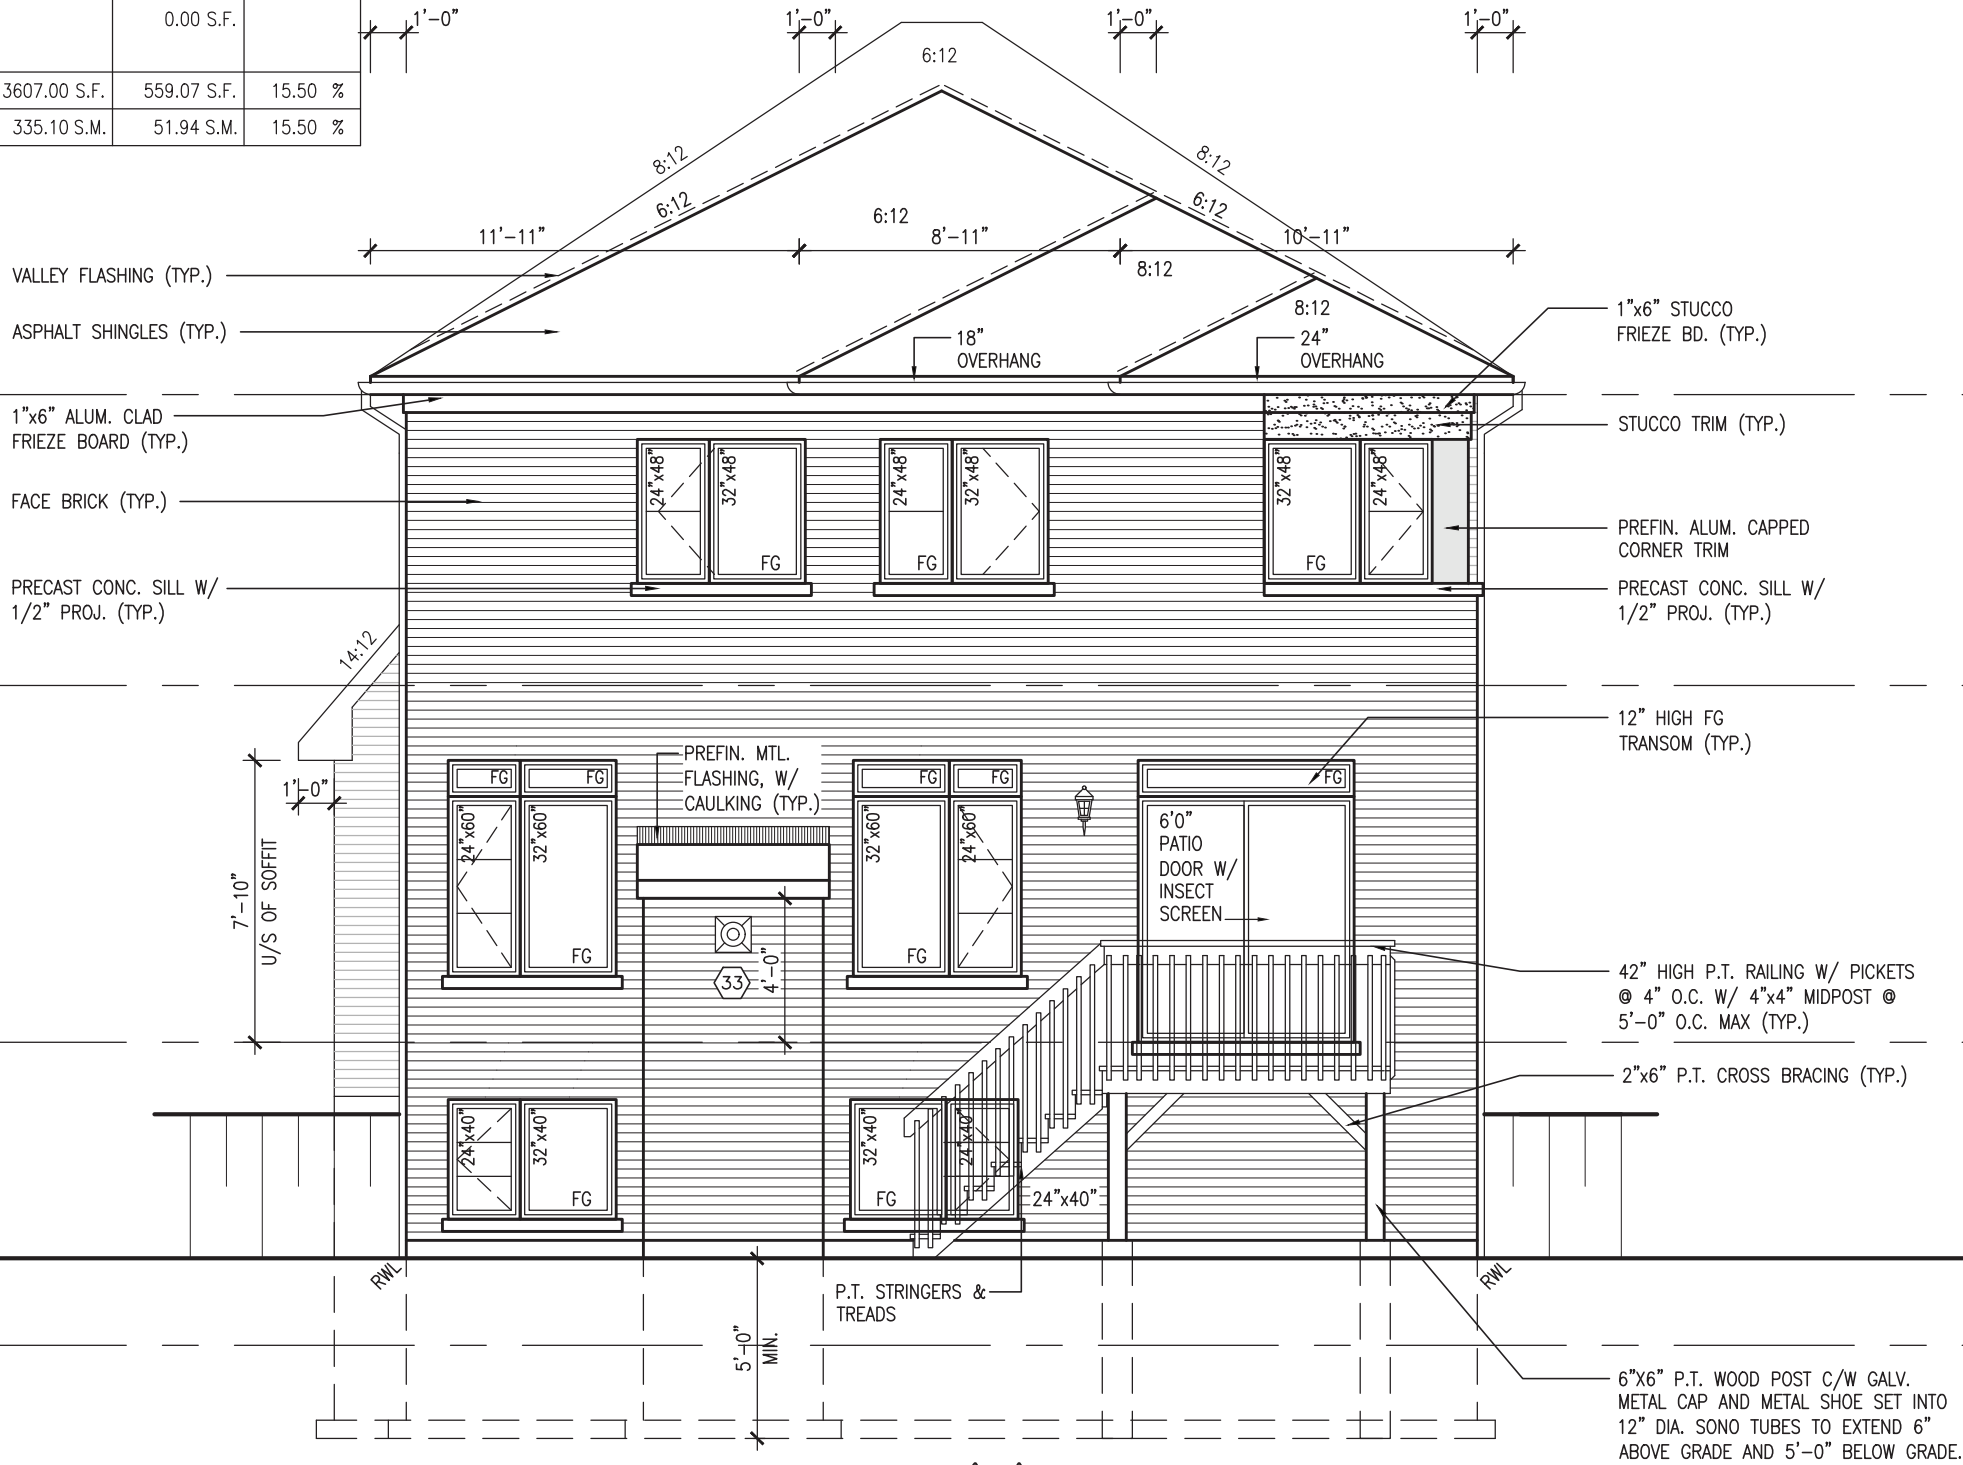 0.00 S.F.
3607.00 S.F. 559.07 S.F. 15.50 %
335.10 S.M. 51.94 S.M. 15.50 %
1'-0" 1'-0" 1'-0" 1'-0"
6:12
8:12 8:12
6:12 6:12 6:12
11'-11" 8'-11" 10'-11"
8:12
8:12
VALLEY FLASHING (TYP.)
ASPHALT SHINGLES (TYP.)
18"
OVERHANG
24"
OVERHANG
1"x6" STUCCO
FRIEZE BD. (TYP.)
1"x6" ALUM. CLAD
FRIEZE BOARD (TYP.)
STUCCO TRIM (TYP.)
FACE BRICK (TYP.)
24"x48" 32"x48" 24"x48" 32"x48" 32"x48" 24"x48"
FG FG FG
PREFIN. ALUM. CAPPED
CORNER TRIM
PRECAST CONC. SILL W/
1/2" PROJ. (TYP.)
PRECAST CONC. SILL W/
1/2" PROJ. (TYP.)
14:12
12" HIGH FG
TRANSOM (TYP.)
PREFIN. MTL.
FLASHING, W/
CAULKING (TYP.)
FG FG FG FG FG
1'-0"
24"x60" 32"x60" 32"x60" 24"x60"
6'0"
PATIO
DOOR W/
INSECT
SCREEN
7'-10"
U/S OF SOFFIT
FG FG
33
4'-0"
42" HIGH P.T. RAILING W/ PICKETS
@ 4" O.C. W/ 4"x4" MIDPOST @
5'-0" O.C. MAX (TYP.)
2"x6" P.T. CROSS BRACING (TYP.)
24"x40" 32"x40" 32"x40" 24"x40"
FG FG 24"x40"
RWL RWL
P.T. STRINGERS &
TREADS
5'-0"
MIN.
6"X6" P.T. WOOD POST C/W GALV.
METAL CAP AND METAL SHOE SET INTO
12" DIA. SONO TUBES TO EXTEND 6"
ABOVE GRADE AND 5'-0" BELOW GRADE.